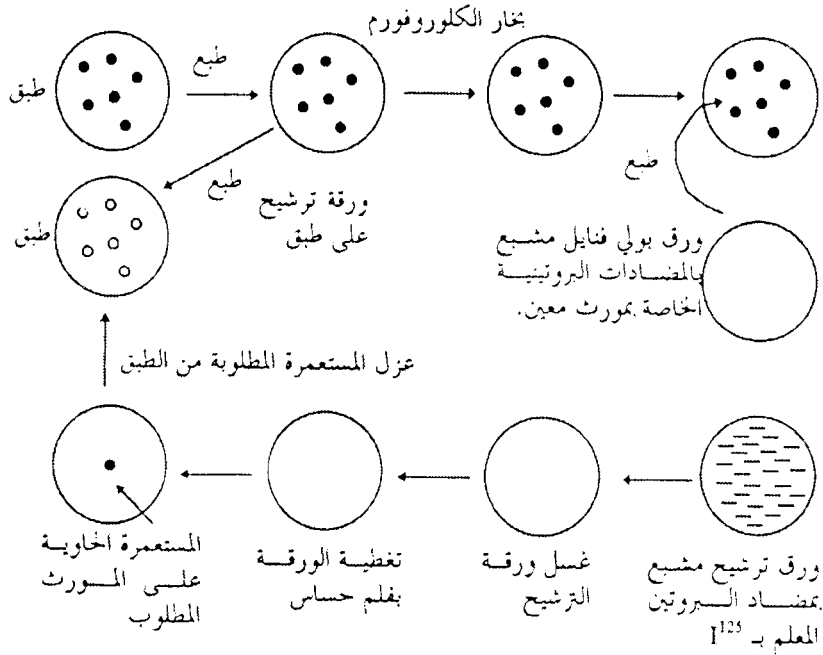 بخار الكلوروفورم
طبق
طبع
طبع
طبع
طبق
ورقة ترشيح
على طبق
ورق بولي فنايل مشبع
بالمضادات البروتينية
الخاصة بمورث معين.
عزل المستعمرة المطلوبة من الطبق
المستعمرة الحاوية
على المورث
المطلوب
تغطية الورقة
بفلم حساس
غسل ورقة
الترشيح
ورق ترشيح مشبع
بمضاد البروتين
المعلم بـ I¹²⁵